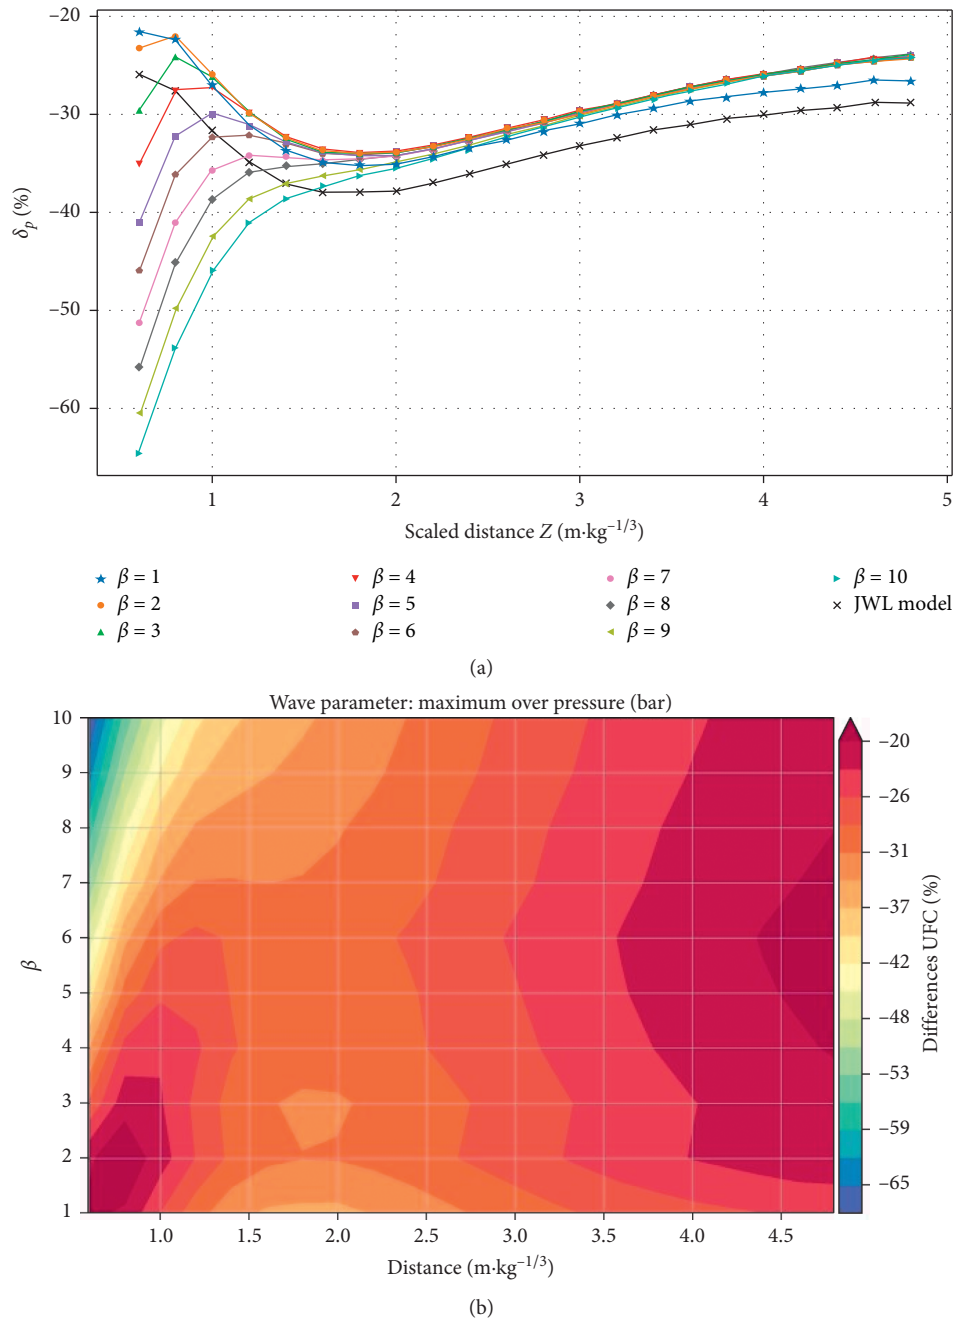 −20
−30
−40
−50
−60
δp (%)
1 2 3 4 5
Scaled distance Z (m·kg−1/3)
β = 1 β = 4 β = 7 β = 10
β = 2 β = 5 β = 8 JWL model
β = 3 β = 6 β = 9
(a)
Wave parameter: maximum over pressure (bar)
10
9
8
7
6
5
4
3
2
1
β
1.0 1.5 2.0 2.5 3.0 3.5 4.0 4.5
Distance (m·kg−1/3)
−20
−26
−31
−37
−42
−48
−53
−59
−65
Differences UFC (%)
(b)